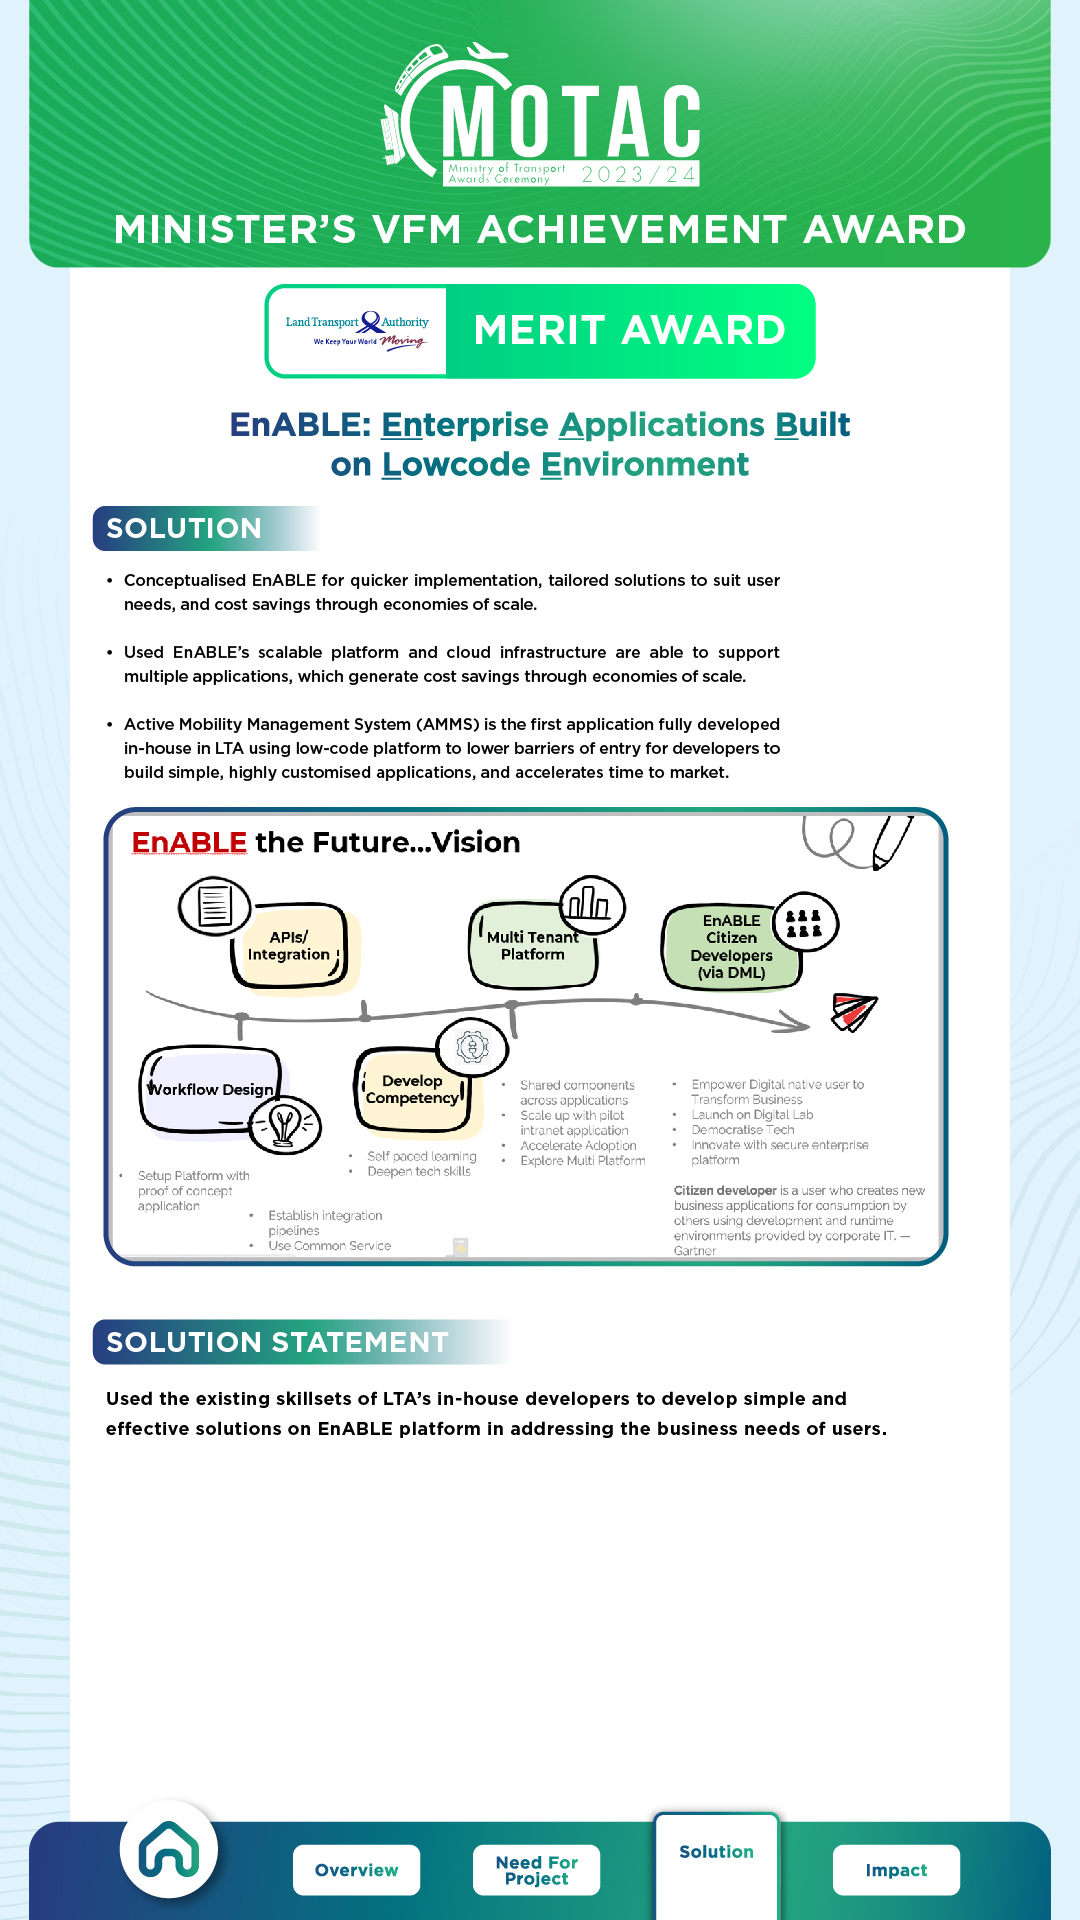 MOTAC
Ministry of Transport
Awards Ceremony 2023/24
MINISTER'S VFM ACHIEVEMENT AWARD
Land Transport Authority
We Keep Your World Moving
MERIT AWARD
EnABLE: Enterprise Applications Built
on Lowcode Environment
SOLUTION
• Conceptualised EnABLE for quicker implementation, tailored solutions to suit user
needs, and cost savings through economies of scale.
• Used EnABLE's scalable platform and cloud infrastructure are able to support
multiple applications, which generate cost savings through economies of scale.
• Active Mobility Management System (AMMS) is the first application fully developed
in-house in LTA using low-code platform to lower barriers of entry for developers to
build simple, highly customised applications, and accelerates time to market.
EnABLE the Future...Vision
APIs/
Integration
Multi Tenant
Platform
EnABLE
Citizen
Developers
(via DML)
Workflow Design
Develop
Competency
• Setup Platform with
proof of concept
application
• Establish integration
pipelines
• Use Common Service
• Self paced learning
• Deepen tech skills
• Shared components
across applications
• Scale up with pilot
intranet application
• Accelerate Adoption
• Explore Multi Platform
• Empower Digital native user to
Transform Business
• Launch on Digital Lab
• Democratise Tech
• Innovate with secure enterprise
platform
Citizen developer is a user who creates new
business applications for consumption by
others using development and runtime
environments provided by corporate IT. —
Gartner
SOLUTION STATEMENT
Used the existing skillsets of LTA's in-house developers to develop simple and
effective solutions on EnABLE platform in addressing the business needs of users.
Overview
Need For
Project
Solution
Impact